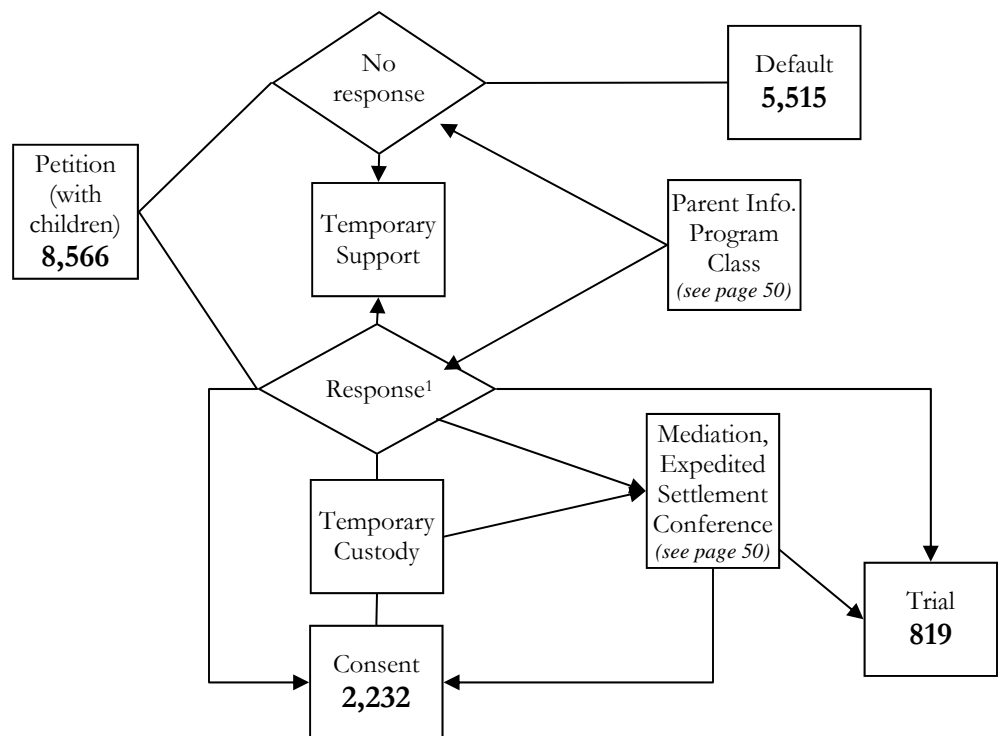 No
response
Default
5,515
Petition
(with
children)
8,566
Temporary
Support
Parent Info.
Program
Class
(see page 50)
Response¹
Mediation,
Expedited
Settlement
Conference
(see page 50)
Temporary
Custody
Trial
819
Consent
2,232